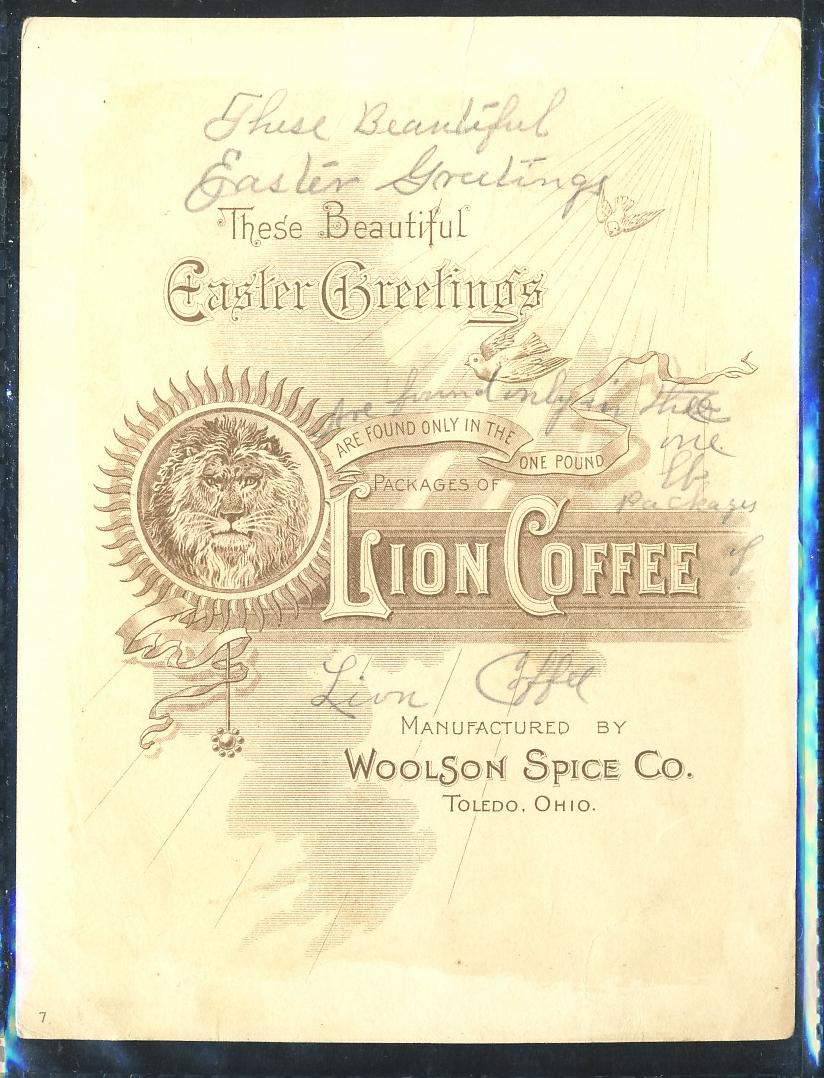 These Beautiful
Easter Greetings
These Beautiful
Easter Greetings
Are found only in the
one
lb
Packages
of
ARE FOUND ONLY IN THE
ONE POUND
PACKAGES OF
LION COFFEE
Lion Coffee
MANUFACTURED BY
WOOLSON SPICE CO.
TOLEDO, OHIO.
7